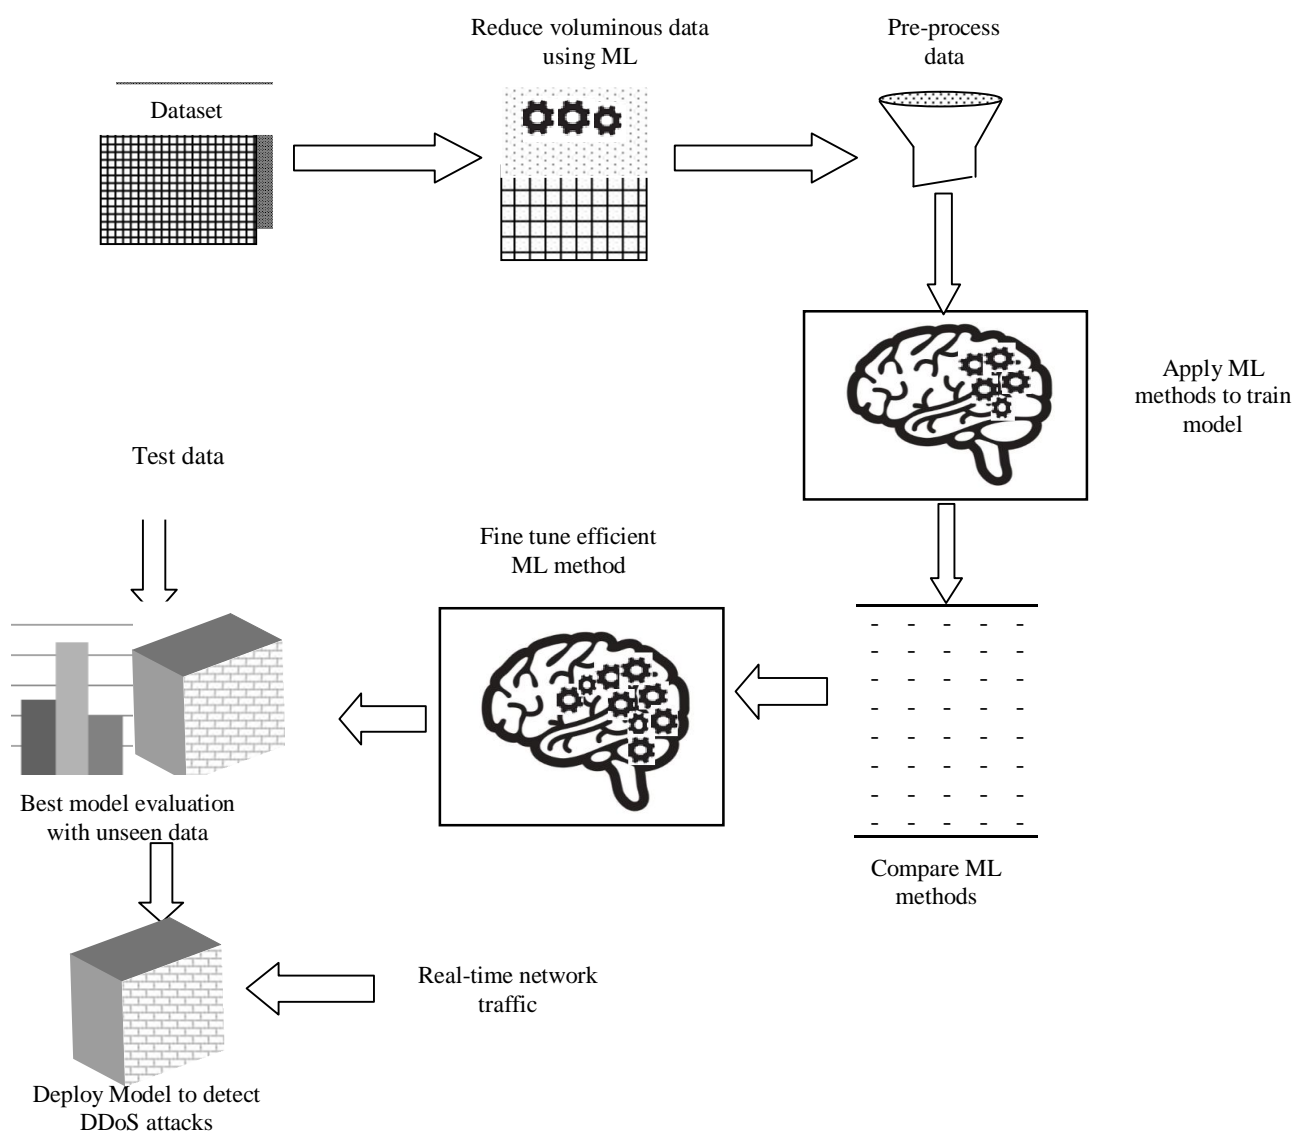 Reduce voluminous data
using ML
Pre-process
data
Dataset
Apply ML
methods to train
model
Test data
Fine tune efficient
ML method
Best model evaluation
with unseen data
Compare ML
methods
Real-time network
traffic
Deploy Model to detect
DDoS attacks